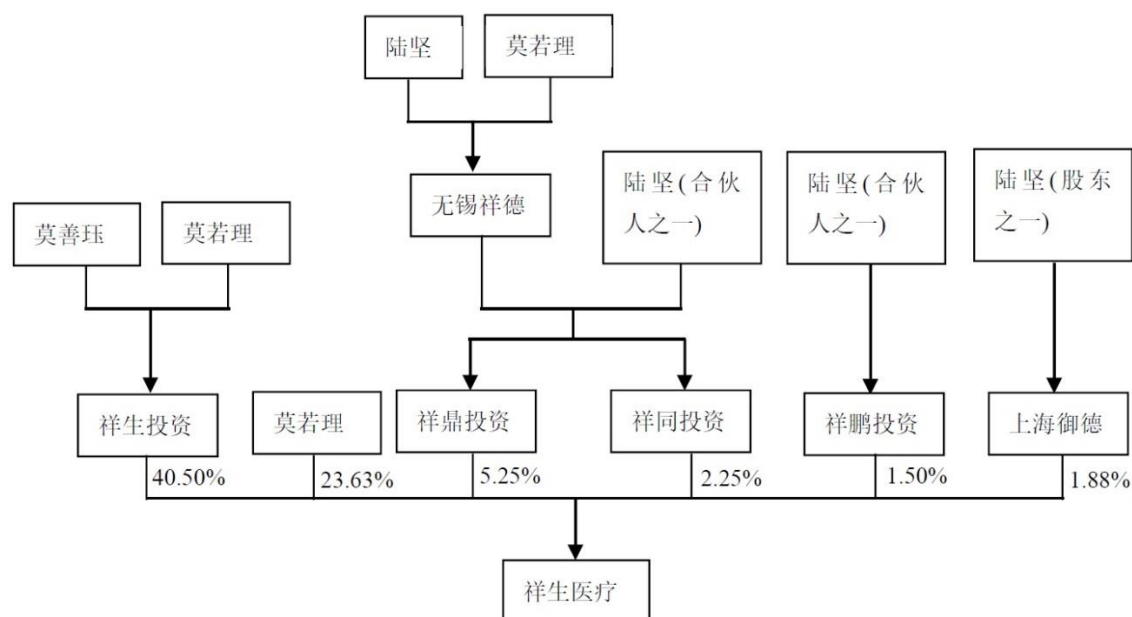 陆坚
莫若理
无锡祥德
陆坚(合伙
人之一)
陆坚(合伙
人之一)
陆坚(股东
之一)
莫善珏
莫若理
祥生投资
莫若理
祥鼎投资
祥同投资
祥鹏投资
上海御德
40.50%
23.63%
5.25%
2.25%
1.50%
1.88%
祥生医疗